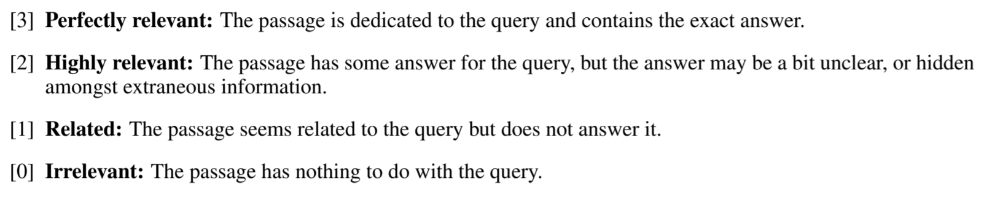 [3] Perfectly relevant: The passage is dedicated to the query and contains the exact answer.
[2] Highly relevant: The passage has some answer for the query, but the answer may be a bit unclear, or hidden
amongst extraneous information.
[1] Related: The passage seems related to the query but does not answer it.
[0] Irrelevant: The passage has nothing to do with the query.